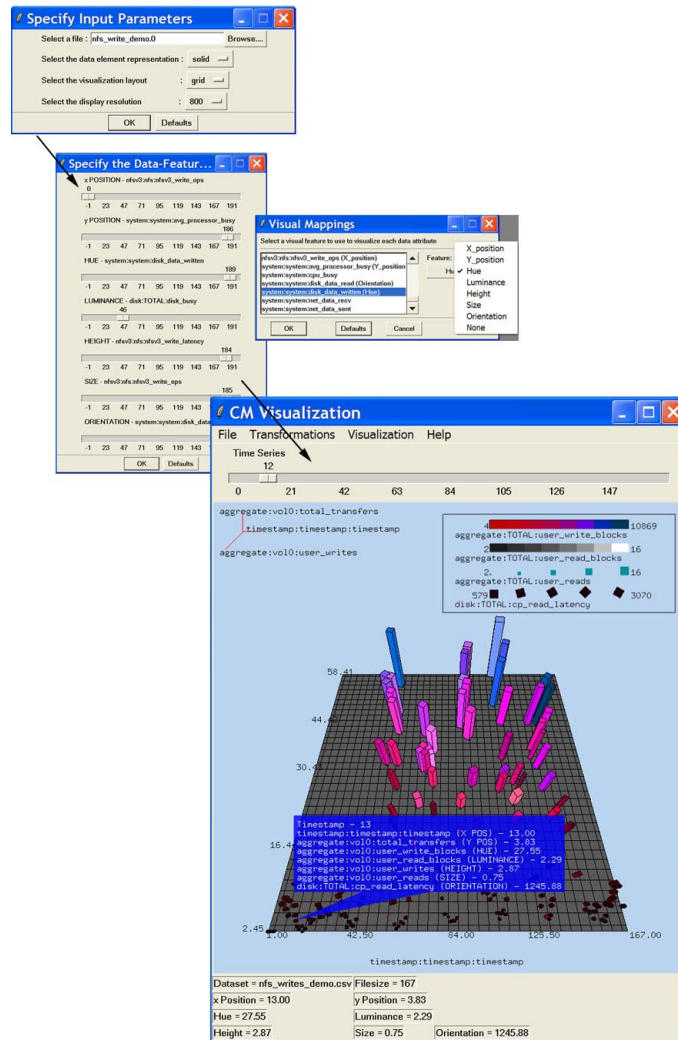 Specify Input Parameters
Select a file : nfs_write_demo.0 Browse....
Select the data element representation : solid
Select the visualization layout : grid
Select the display resolution : 800
OK Defaults
Specify the Data-Featur...
x POSITION - nfsv3:nfs:nfsv3_write_ops
0
-1 23 47 71 95 119 143 167 191
y POSITION - system:system:avg_processor_busy
186
-1 23 47 71 95 119 143 167 191
HUE - system:system:disk_data_written
189
-1 23 47 71 95 119 143 167 191
LUMINANCE - disk:TOTAL:disk_busy
46
-1 23 47 71 95 119 143 167 191
HEIGHT - nfsv3:nfs:nfsv3_write_latency
184
-1 23 47 71 95 119 143 167 191
SIZE - nfsv3:nfs:nfsv3_write_ops
185
-1 23 47 71 95 119 143 167 191
ORIENTATION - system:system:disk_dat
-1 23 47 71 95 119 143
OK Defaults
Visual Mappings
Select a visual feature to use to visualize each data attribute
nfsv3:nfs:nfsv3_write_ops (X_position)
system:system:avg_processor_busy (Y_position
system:system:cpu_busy
system:system:disk_data_read (Orientation)
system:system:disk_data_written (Hue)
system:system:net_data_recv
system:system:net_data_sent
Feature:
Hu
X_position
Y_position
Hue
Luminance
Height
Size
Orientation
None
OK Defaults Cancel
CM Visualization
File Transformations Visualization Help
Time Series
12
0 21 42 63 84 105 126 147
aggregate:vol0:total_transfers
timestamp:timestamp:timestamp
aggregate:vol0:user_writes
4 10869
aggregate:TOTAL:user_write_blocks
2 16
aggregate:TOTAL:user_read_blocks
2. 16
aggregate:TOTAL:user_reads
579 3070
disk:TOTAL:cp_read_latency
58.41
44.4
30.4
16.4
2.45
1.00 42.50 84.00 125.50 167.00
Timestamp - 13
timestamp:timestamp:timestamp (X POS) - 13.00
aggregate:vol0:total_transfers (Y POS) - 3.83
aggregate:vol0:user_write_blocks (HUE) - 27.55
aggregate:vol0:user_read_blocks (LUMINANCE) - 2.29
aggregate:vol0:user_writes (HEIGHT) - 2.87
aggregate:vol0:user_reads (SIZE) - 0.75
disk:TOTAL:cp_read_latency (ORIENTATION) - 1245.88
timestamp:timestamp:timestamp
Dataset = nfs_writes_demo.csv Filesize = 167
x Position = 13.00 y Position = 3.83
Hue = 27.55 Luminance = 2.29
Height = 2.87 Size = 0.75 Orientation = 1245.88